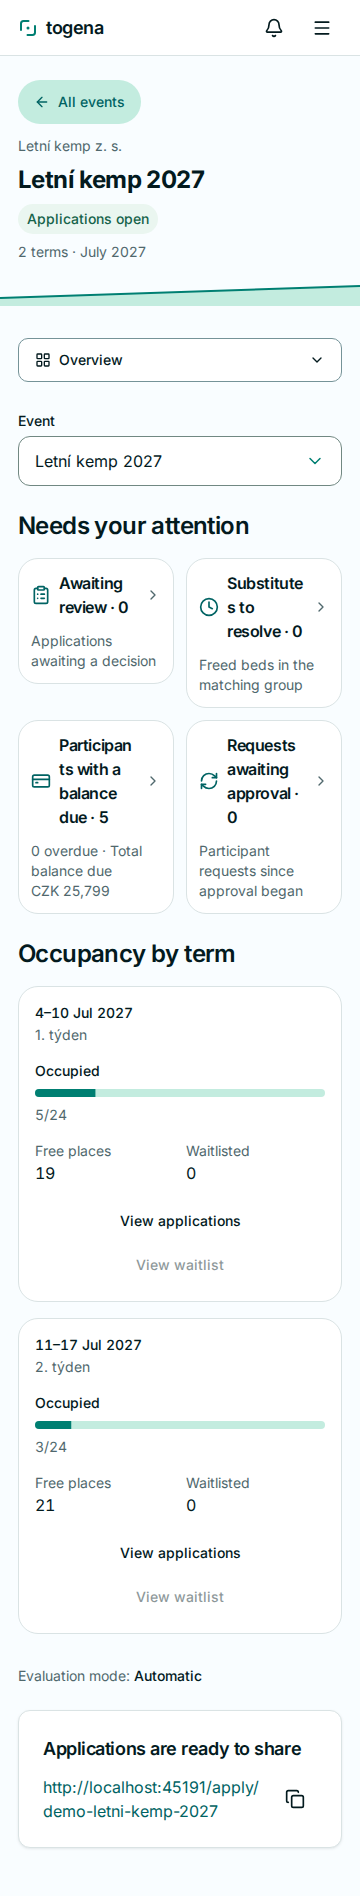 togena
All events
Letní kemp z. s.
Letní kemp 2027
Applications open
2 terms · July 2027
Overview
Event
Letní kemp 2027
Needs your attention
Awaiting
review · 0
Applications
awaiting a decision
Substitute
s to
resolve · 0
Freed beds in the
matching group
Participan
ts with a
balance
due · 5
0 overdue · Total
balance due
CZK 25,799
Requests
awaiting
approval ·
0
Participant
requests since
approval began
Occupancy by term
4–10 Jul 2027
1. týden
Occupied
5/24
Free places
Waitlisted
19
0
View applications
View waitlist
11–17 Jul 2027
2. týden
Occupied
3/24
Free places
Waitlisted
21
0
View applications
View waitlist
Evaluation mode: Automatic
Applications are ready to share
http://localhost:45191/apply/
demo-letni-kemp-2027